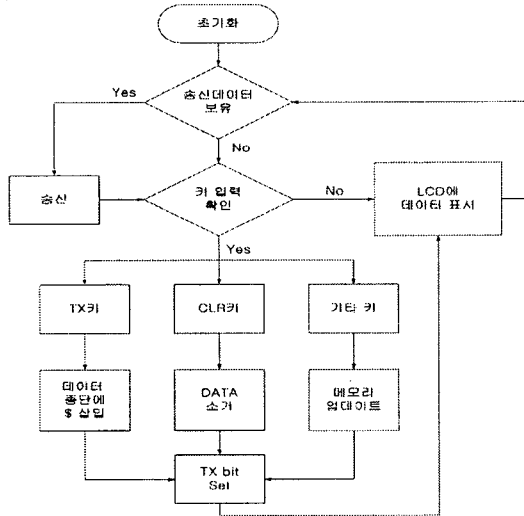 초기화
송신데이터
보유
Yes
No
송신
키 입력
확인
No
LCD에
데이터 표시
Yes
TX키
CLR키
기타 키
데이터
종단에
$ 삽입
DATA
소거
메모리
업데이트
TX bit
Set